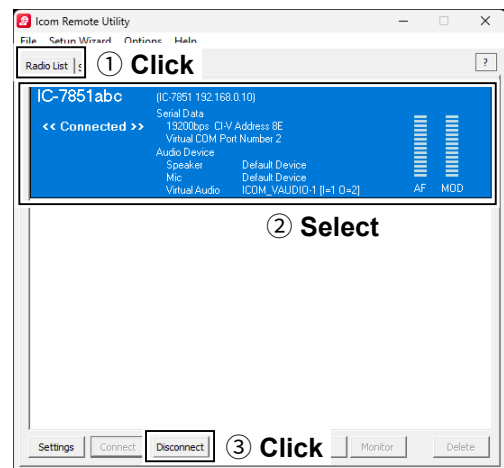 Icom Remote Utility
File Setup Wizard Options Help
Radio List ① Click ?
IC-7851abc (IC-7851 192.168.0.10)
<< Connected >>
Serial Data
19200bps CI-V Address 8E
Virtual COM Port Number 2
Audio Device
Speaker Default Device
Mic Default Device
Virtual Audio ICOM_VAUDIO-1 [I=1 O=2] AF MOD
② Select
Settings Connect Disconnect ③ Click Monitor Delete